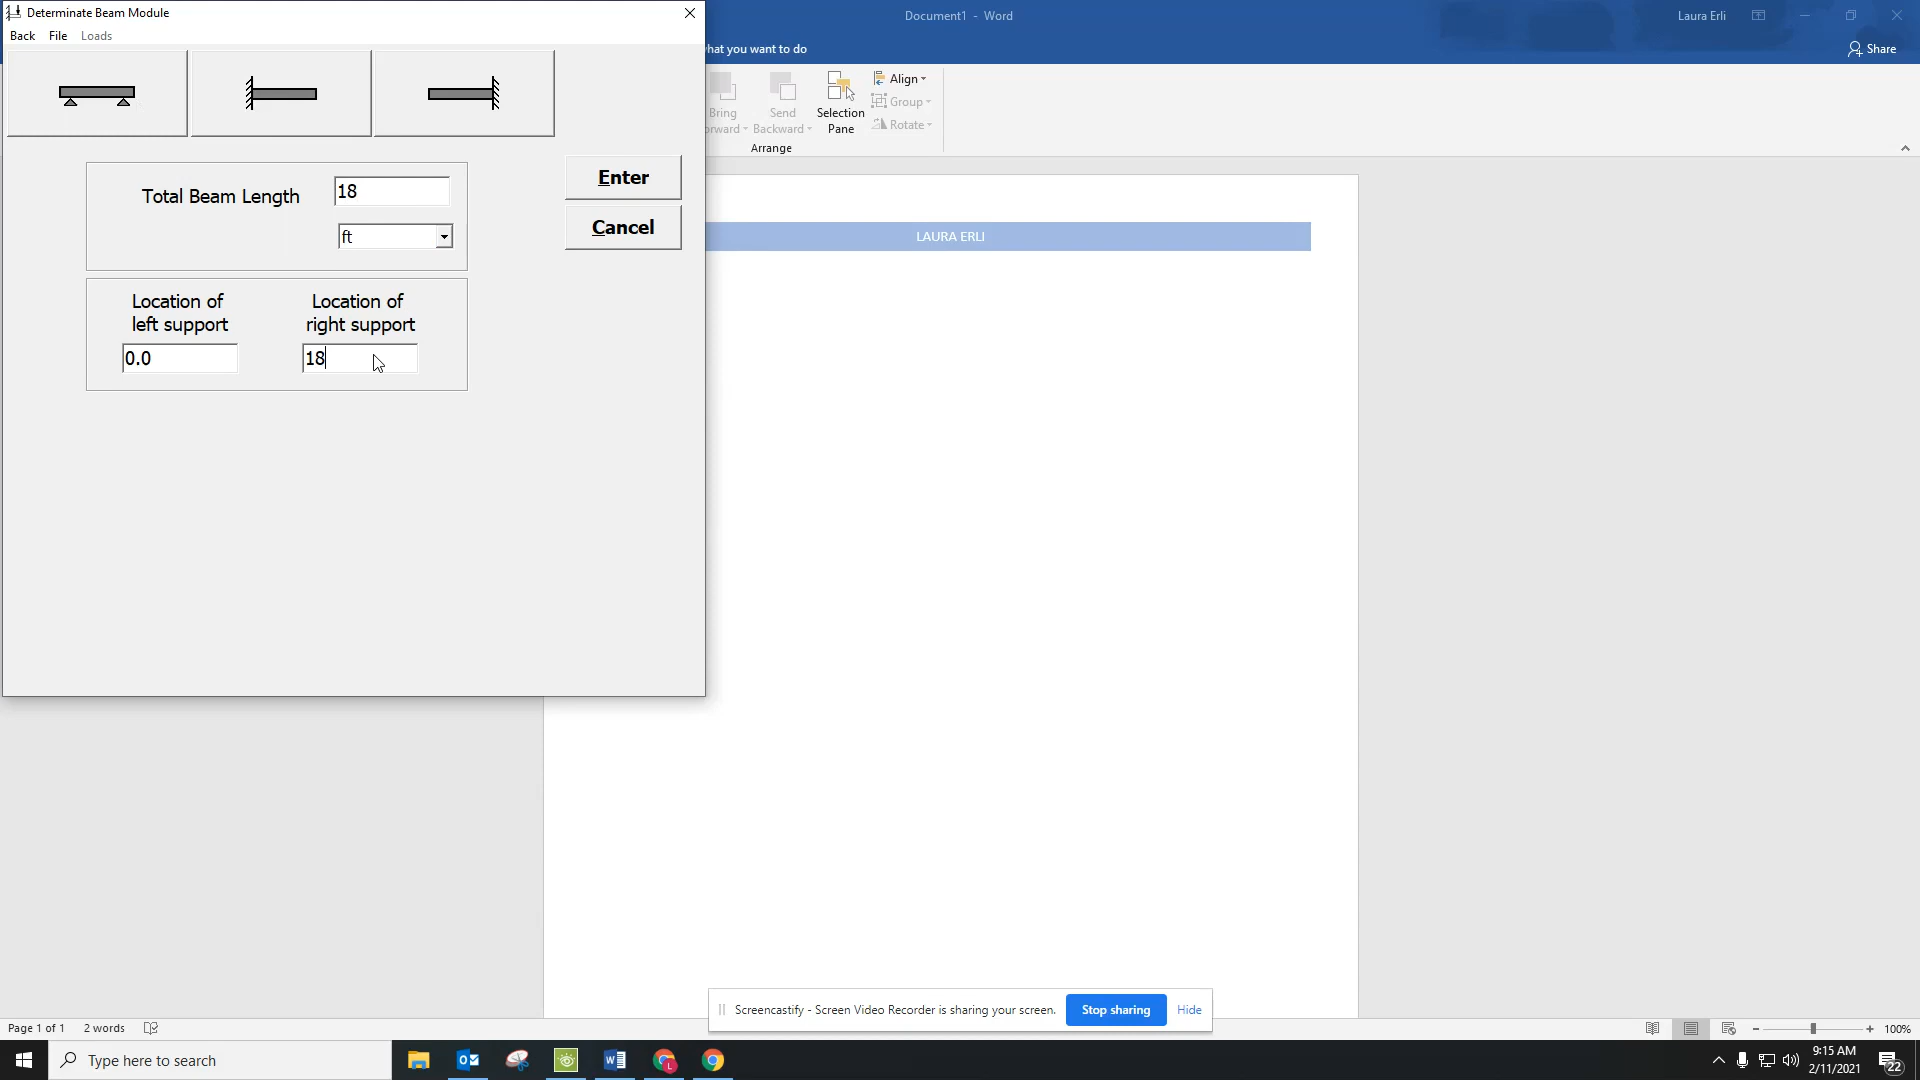 Determinate Beam Module
Back File Loads
Total Beam Length 18
ft
Enter
Cancel
Location of left support
0.0
Location of right support
18
Document1 - Word
Laura Erli
what you want to do
Share
Bring
orward
Send
Backward
Selection
Pane
Align
Group
Rotate
Arrange
LAURA ERLI
Screencastify - Screen Video Recorder is sharing your screen. Stop sharing Hide
Page 1 of 1 2 words
100%
Type here to search
L
9:15 AM
2/11/2021
22